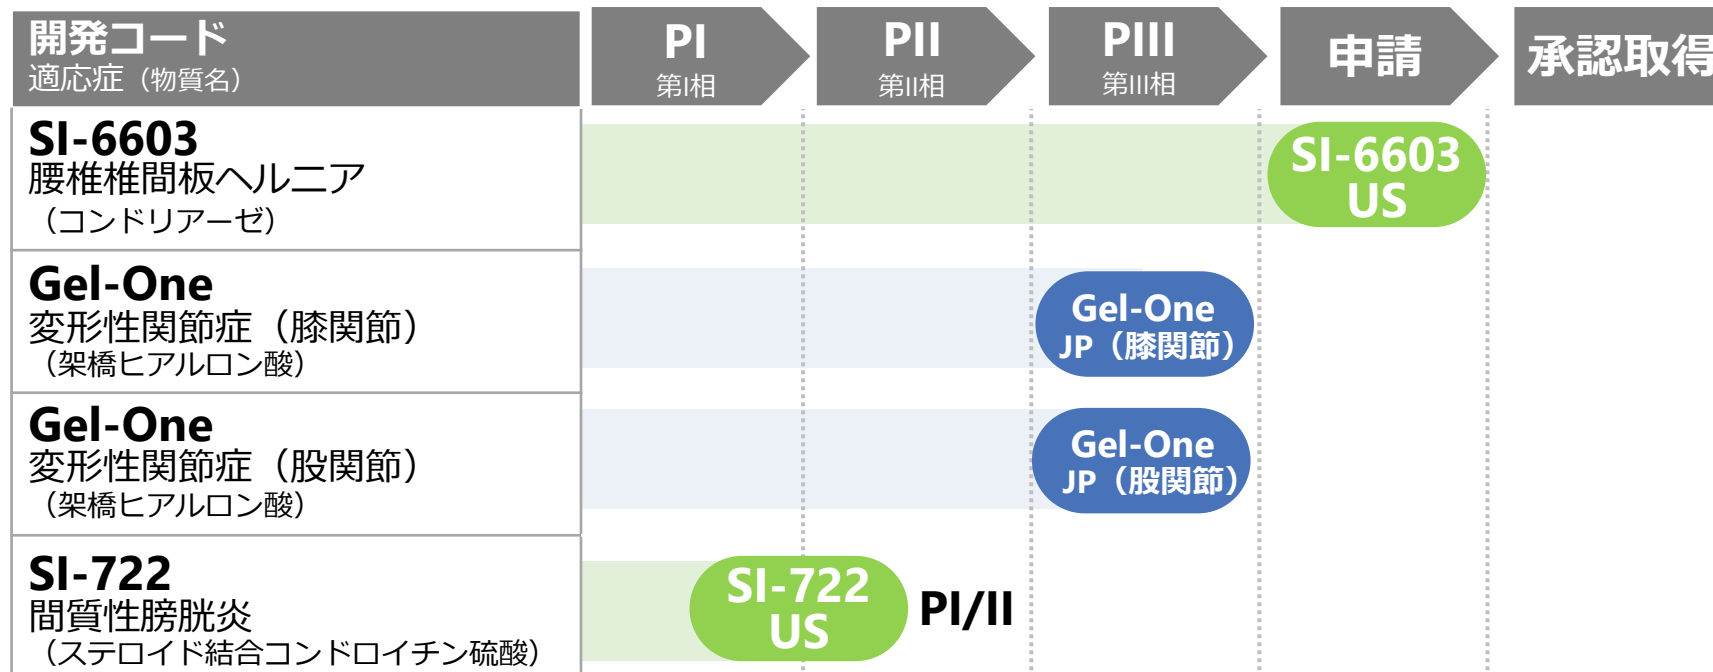 開発コード
適応症（物質名）
PI
第I相
PII
第II相
PIII
第III相
申請
承認取得
SI-6603
腰椎椎間板ヘルニア
（コンドリアーゼ）
SI-6603
US
Gel-One
変形性関節症（膝関節）
（架橋ヒアルロン酸）
Gel-One
JP（膝関節）
Gel-One
変形性関節症（股関節）
（架橋ヒアルロン酸）
Gel-One
JP（股関節）
SI-722
間質性膀胱炎
（ステロイド結合コンドロイチン硫酸）
SI-722
US
PI/II